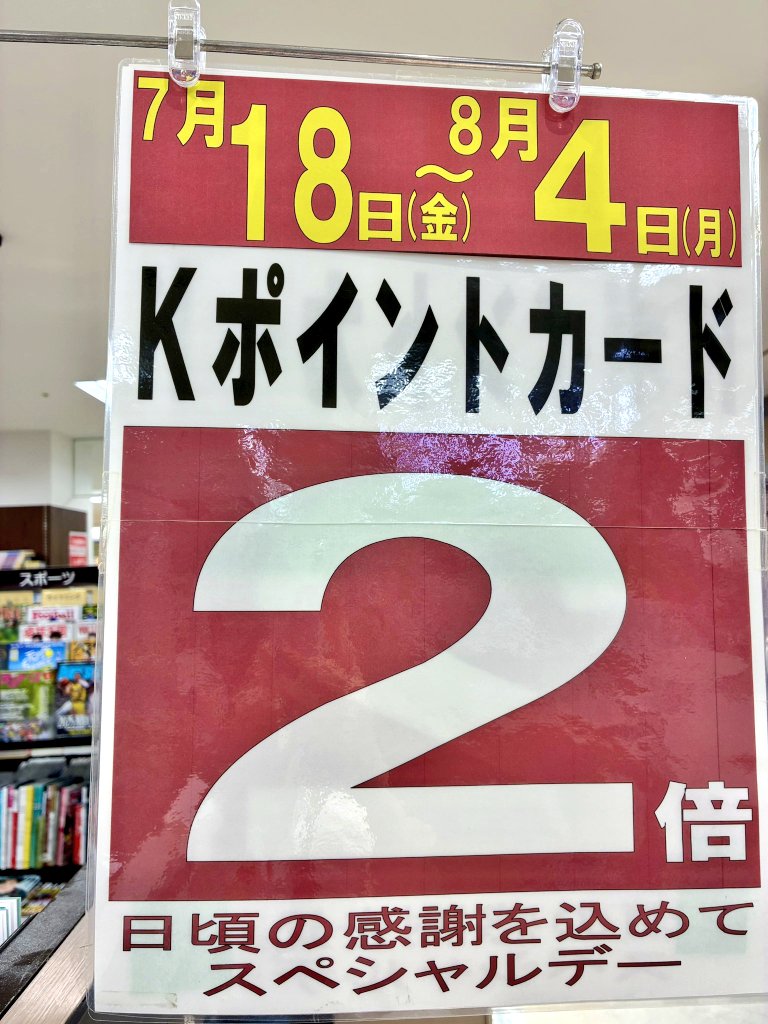 7月18日(金)～8月4日(月)
Kポイントカード
2倍
日頃の感謝を込めて
スペシャルデー
スポーツ